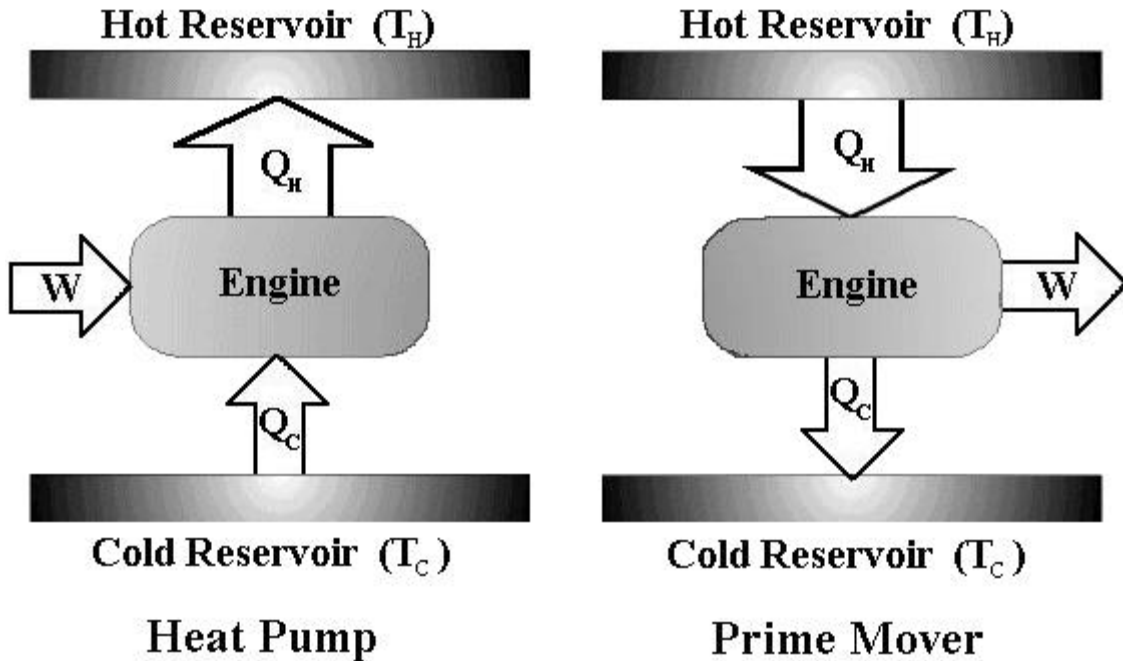 Hot Reservoir (T_H)
Q_H
W
Engine
Q_C
Cold Reservoir (T_C)
Heat Pump
Hot Reservoir (T_H)
Q_H
Engine
W
Q_C
Cold Reservoir (T_C)
Prime Mover